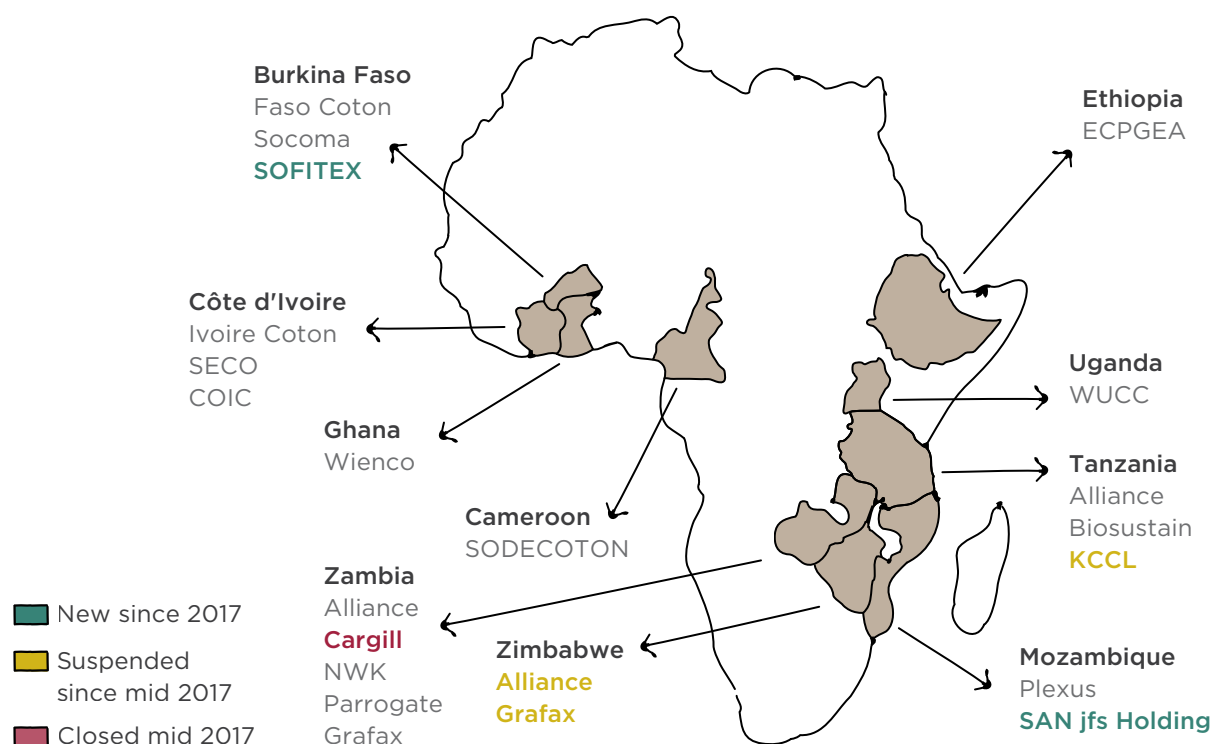 Burkina Faso
Faso Coton
Socoma
SOFITEX
Ethiopia
ECPGEA
Côte d'Ivoire
Ivoire Coton
SECO
COIC
Uganda
WUCC
Ghana
Wienco
Tanzania
Alliance
Biosustain
KCCL
Cameroon
SODECOTON
Zambia
Alliance
Cargill
NWK
Parrogate
Grafax
Zimbabwe
Alliance
Grafax
Mozambique
Plexus
SAN jfs Holding
New since 2017
Suspended
since mid 2017
Closed mid 2017